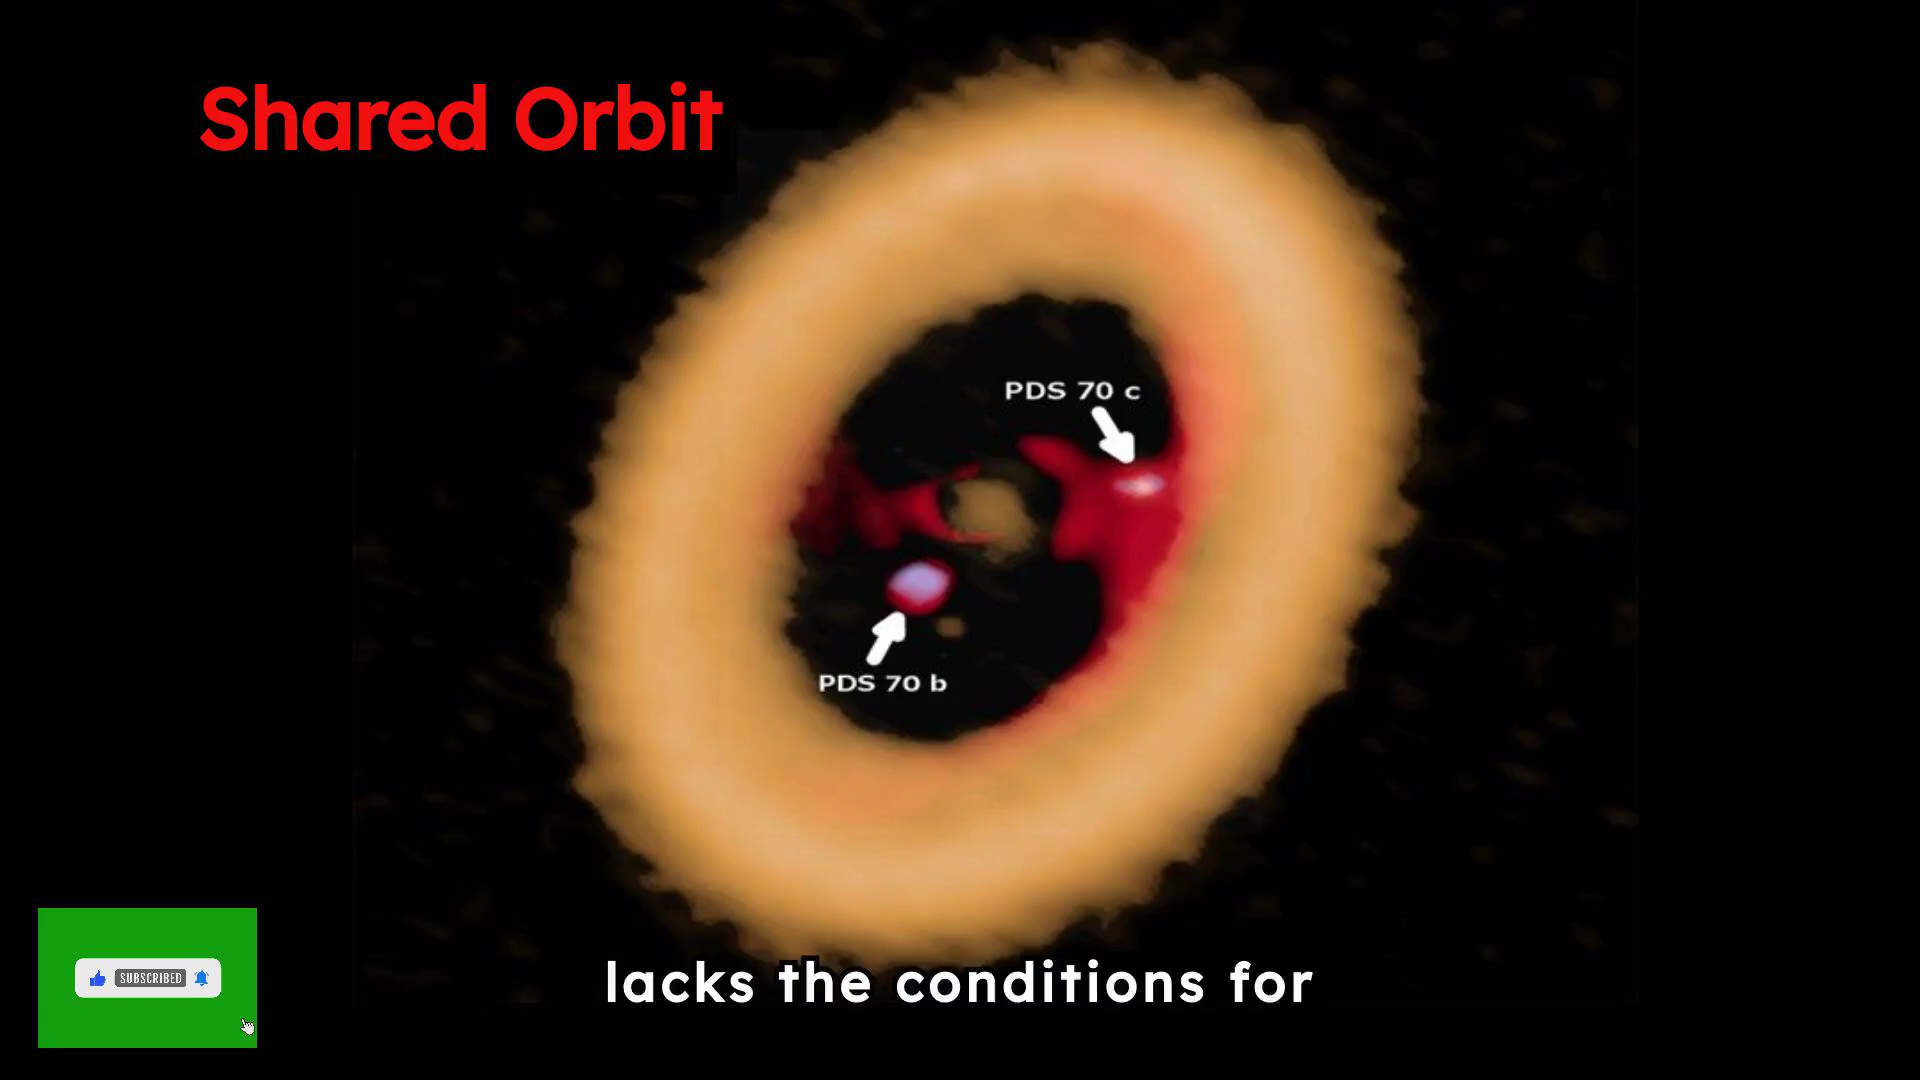 Shared Orbit
PDS 70 c
PDS 70 b
SUBSCRIBED
lacks the conditions for